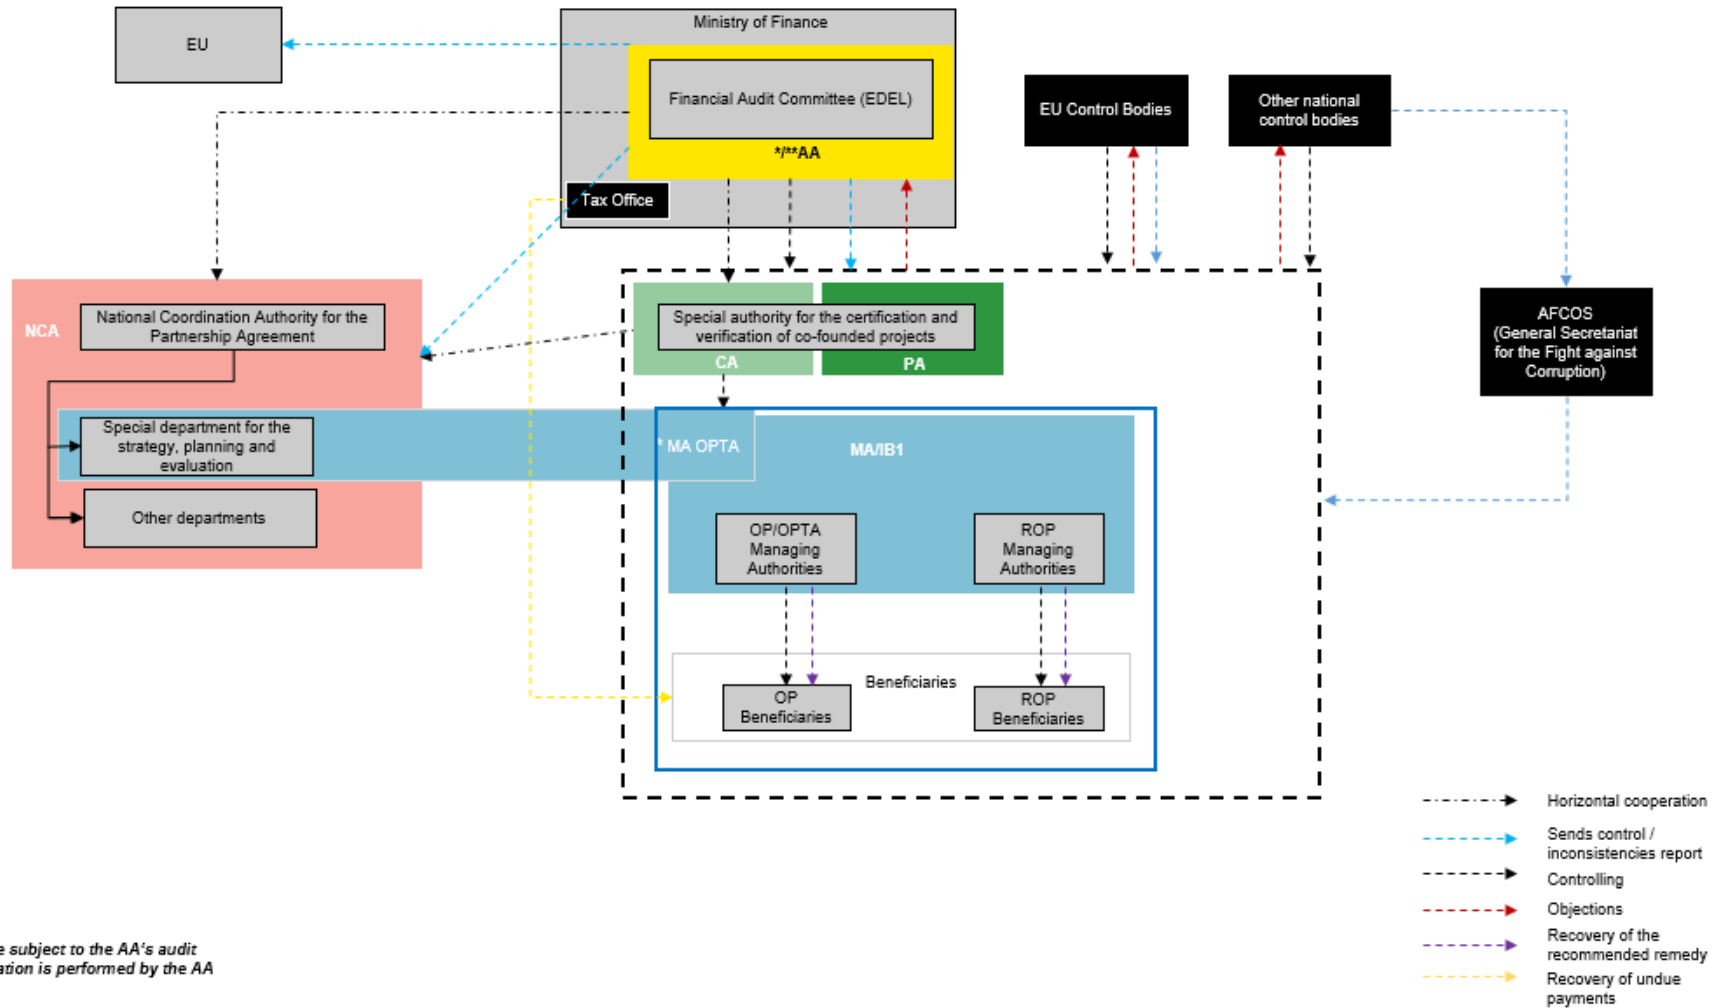 Ministry of Finance
EU
Financial Audit Committee (EDEL)
*/**AA
Tax Office
EU Control Bodies
Other national
control bodies
NCA
National Coordination Authority for the
Partnership Agreement
Special authority for the certification and
verification of co-founded projects
CA
PA
AFCOS
(General Secretariat
for the Fight against
Corruption)
Special department for the
strategy, planning and
evaluation
* MA OPTA
MA/IB1
Other departments
OP/OPTA
Managing
Authorities
ROP
Managing
Authorities
Beneficiaries
OP
Beneficiaries
ROP
Beneficiaries
Horizontal cooperation
Sends control /
inconsistencies report
Controlling
Objections
Recovery of the
recommended remedy
Recovery of undue
payments
subject to the AA's audit
is performed by the AA